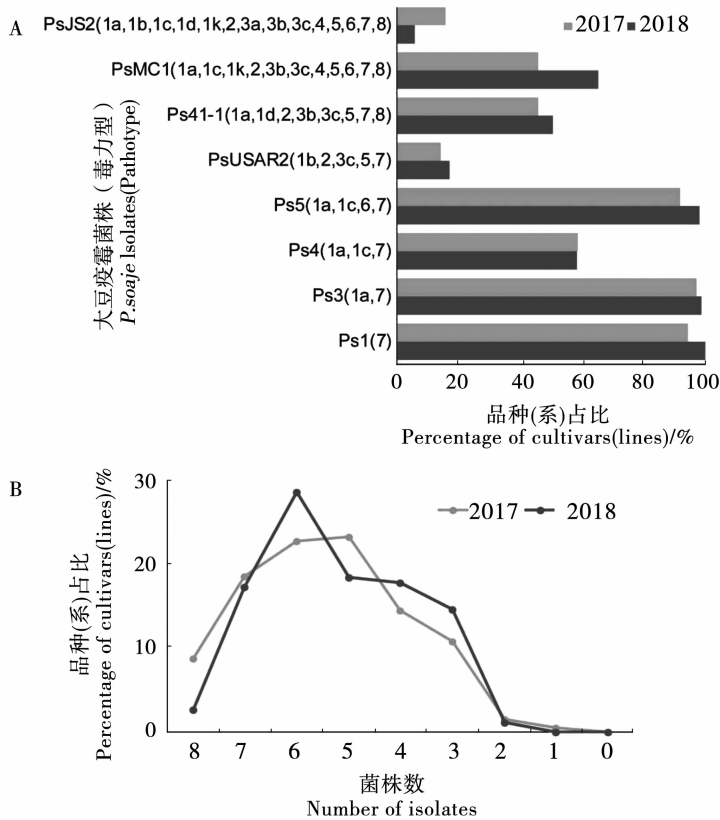 A
2017 2018
PsJS2(1a,1b,1c,1d,1k,2,3a,3b,3c,4,5,6,7,8)
PsMC1(1a,1c,1k,2,3b,3c,4,5,6,7,8)
Ps41-1(1a,1d,2,3b,3c,5,7,8)
PsUSAR2(1b,2,3c,5,7)
Ps5(1a,1c,6,7)
Ps4(1a,1c,7)
Ps3(1a,7)
Ps1(7)
大豆疫霉菌株（毒力型）
P.soaje Isolates(Pathotype)
0 20 40 60 80 100
品种(系)占比
Percentage of cultivars(lines)/%
B
2017 2018
30
20
10
0
品种(系)占比
Percentage of cultivars(lines)/%
8 7 6 5 4 3 2 1 0
菌株数
Number of isolates